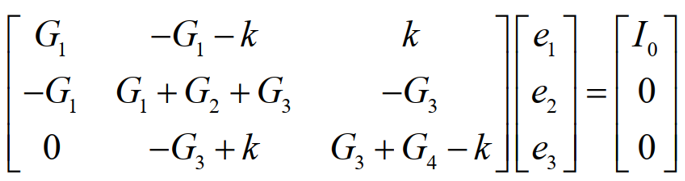 G₁ −G₁ − k k e₁ I₀
−G₁ G₁ + G₂ + G₃ −G₃ e₂ = 0
0 −G₃ + k G₃ + G₄ − k e₃ 0